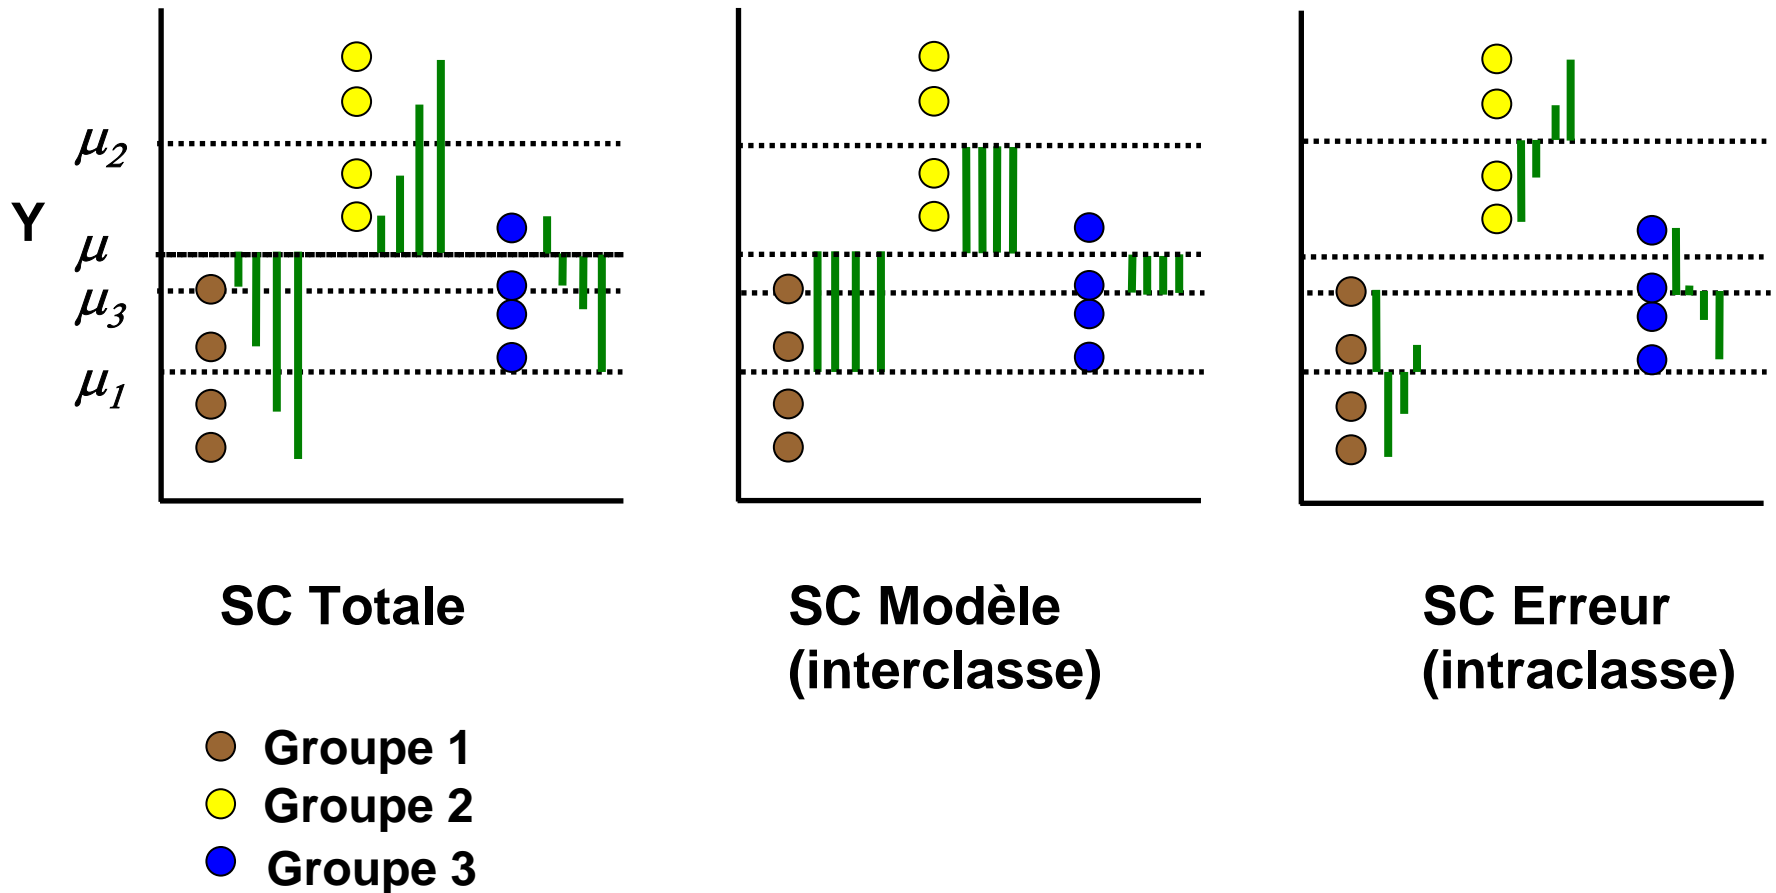 μ2
Y
μ
μ3
μ1
SC Totale
SC Modèle
(interclasse)
SC Erreur
(intraclasse)
Groupe 1
Groupe 2
Groupe 3